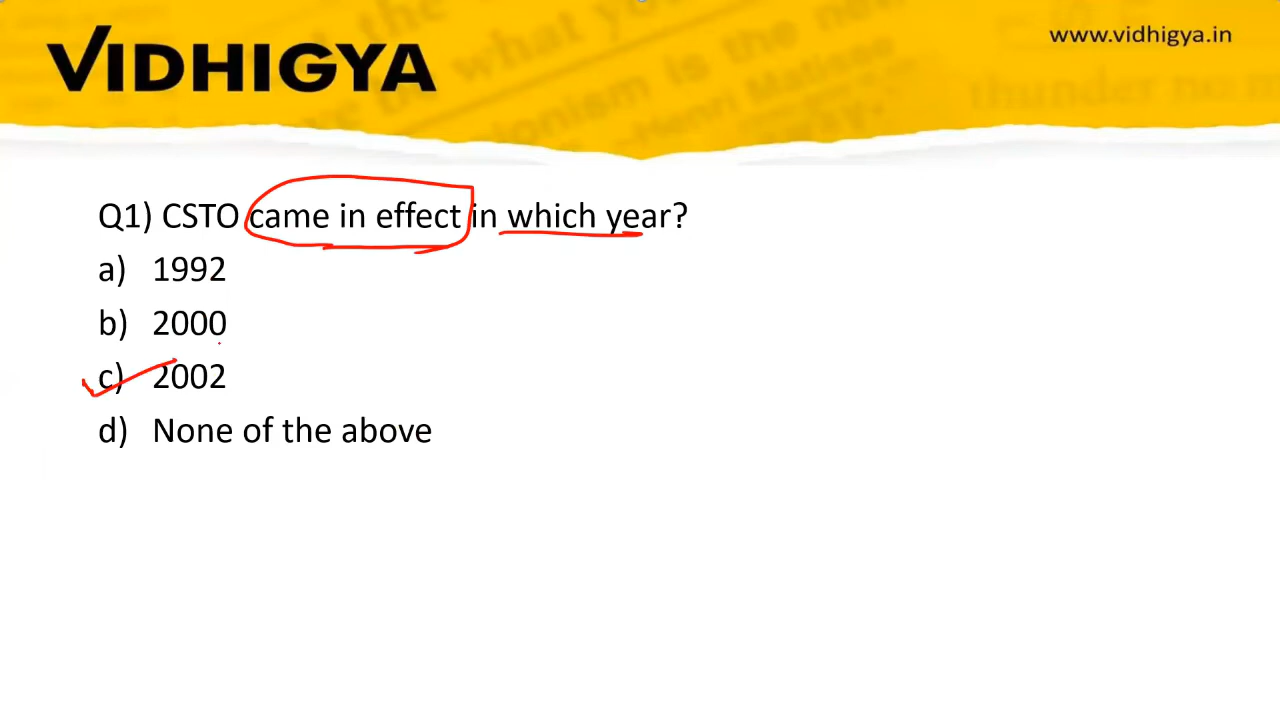 VIDHIGYA
www.vidhigya.in
Q1) CSTO came in effect in which year?
a) 1992
b) 2000
c) 2002
d) None of the above